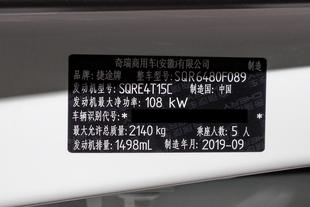 奇瑞商用车(安徽)有限公司 制造
品牌：捷途牌 整车型号：SQR6480F089
发动机型号：SQRE4T15C 制造国：中国
发动机最大净功率：108 kW
车辆识别代号：* *
最大允许总质量：2140 kg 乘座人数：5 人
发动机排量：1498mL 制造年月：2019-09